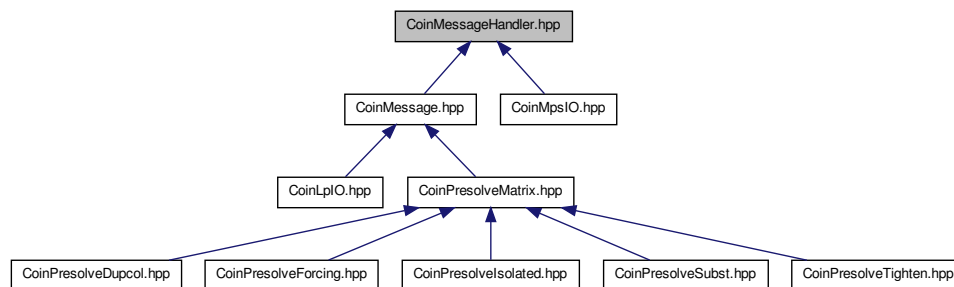 CoinMessageHandler.hpp
CoinMessage.hpp
CoinMpsIO.hpp
CoinLpIO.hpp
CoinPresolveMatrix.hpp
CoinPresolveDupcol.hpp
CoinPresolveForcing.hpp
CoinPresolveIsolated.hpp
CoinPresolveSubst.hpp
CoinPresolveTighten.hpp